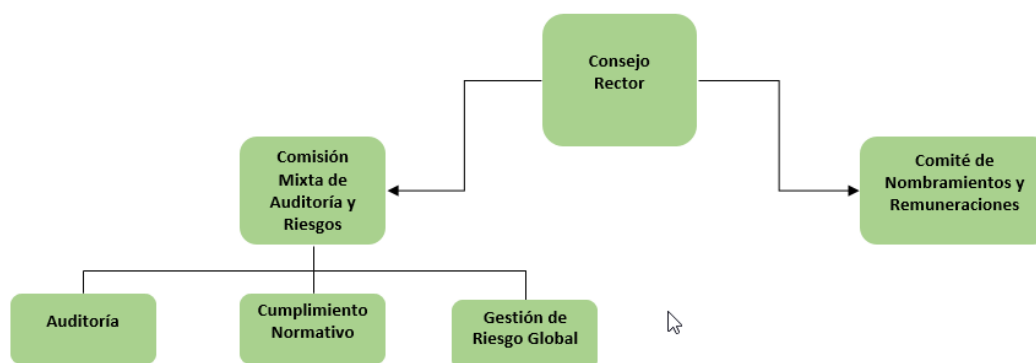 Consejo
Rector
Comisión
Mixta de
Auditoría y
Riesgos
Comité de
Nombramientos y
Remuneraciones
Auditoría
Cumplimiento
Normativo
Gestión de
Riesgo Global